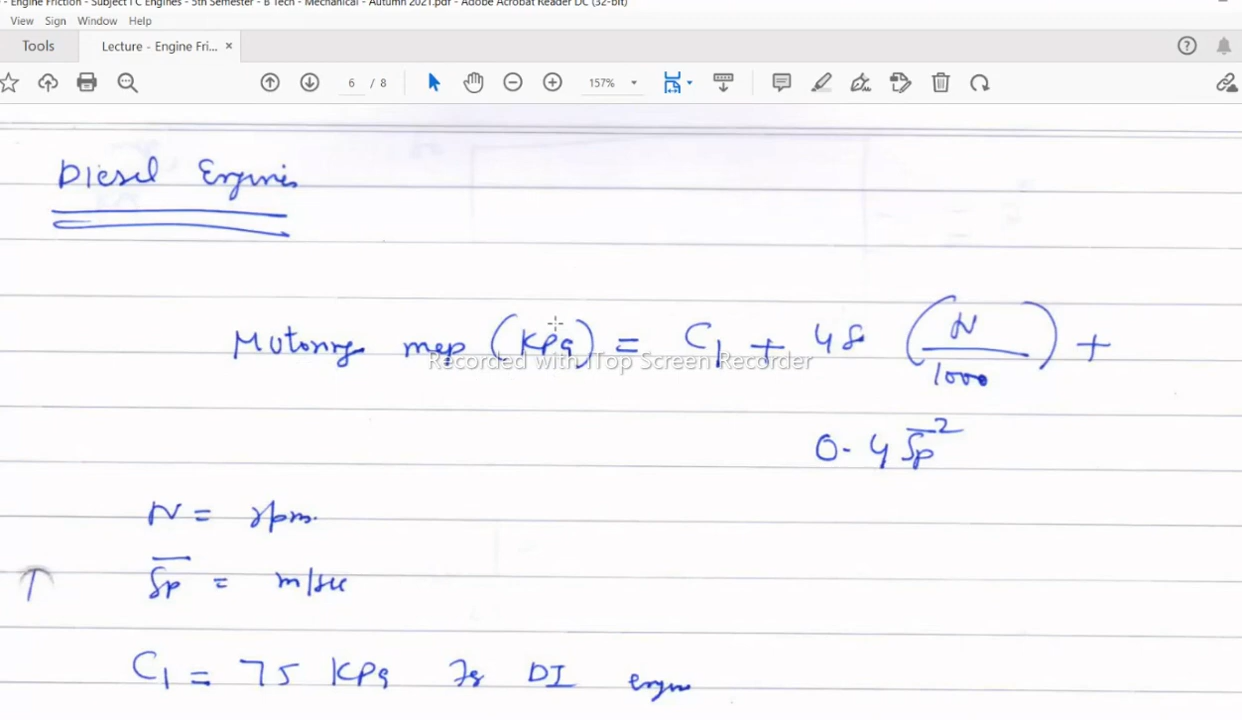 - Engine Friction - Subject I C Engines - 5th Semester - B Tech - Mechanical - Autumn 2021.pdf - Adobe Acrobat Reader DC (32-bit)
View Sign Window Help
Tools Lecture - Engine Fri... ×
6 / 8 157%
Diesel Engines
Motoring mep (KPa) = C1 + 48 (N/1000) +
Recorded with iTop Screen Recorder
0.4 S̅p²
N = rpm.
S̅p = m/sec
C1 = 75 KPa for DI engine